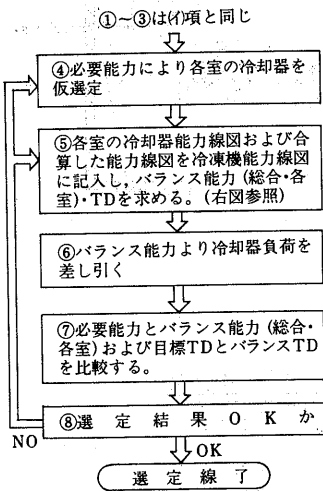 ①～③は(イ)項と同じ
④必要能力により各室の冷却器を
仮選定
⑤各室の冷却器能力線図および合
算した能力線図を冷凍機能力線図
に記入し，バランス能力（総合・各
室）・TDを求める。（右図参照）
⑥バランス能力より冷却器負荷を
差し引く
⑦必要能力とバランス能力（総合・
各室）および目標TDとバランスTD
を比較する。
⑧選定結果OKか
NO
OK
選定線了